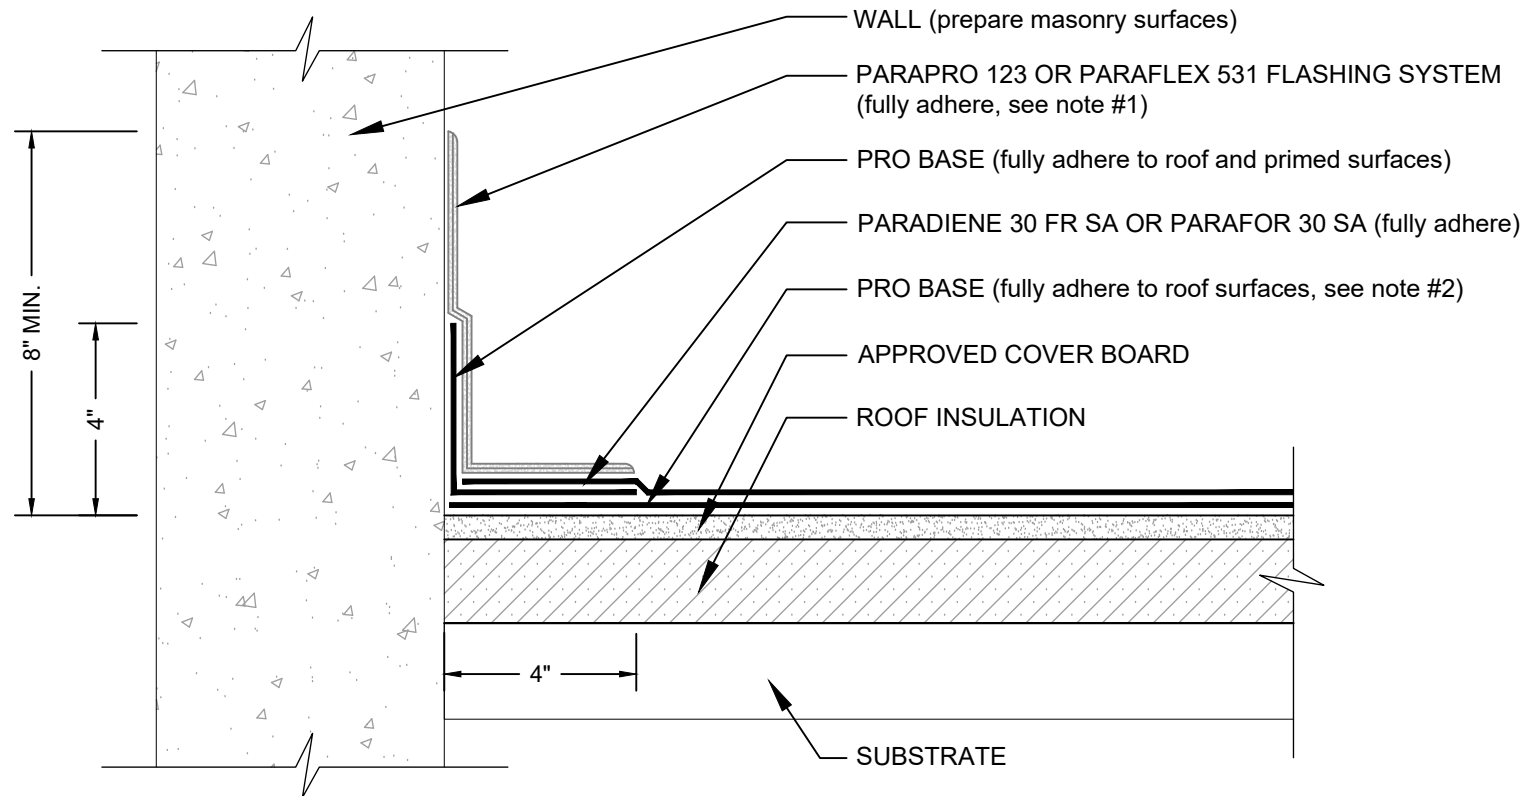 WALL (prepare masonry surfaces)
PARAPRO 123 OR PARAFLEX 531 FLASHING SYSTEM
(fully adhere, see note #1)
PRO BASE (fully adhere to roof and primed surfaces)
PARADIENE 30 FR SA OR PARAFOR 30 SA (fully adhere)
PRO BASE (fully adhere to roof surfaces, see note #2)
APPROVED COVER BOARD
ROOF INSULATION
8" MIN.
4"
4"
SUBSTRATE